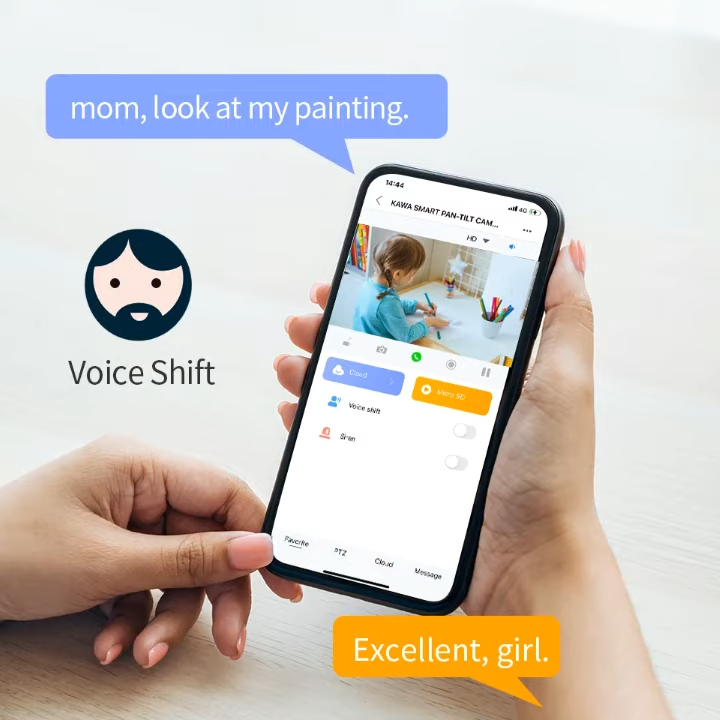 mom, look at my painting.
14:44
4G
KAWA SMART PAN-TILT CAM...
HD
Voice Shift
Cloud
Micro SD
Voice shift
Siren
Favorite
PTZ
Cloud
Message
Excellent, girl.